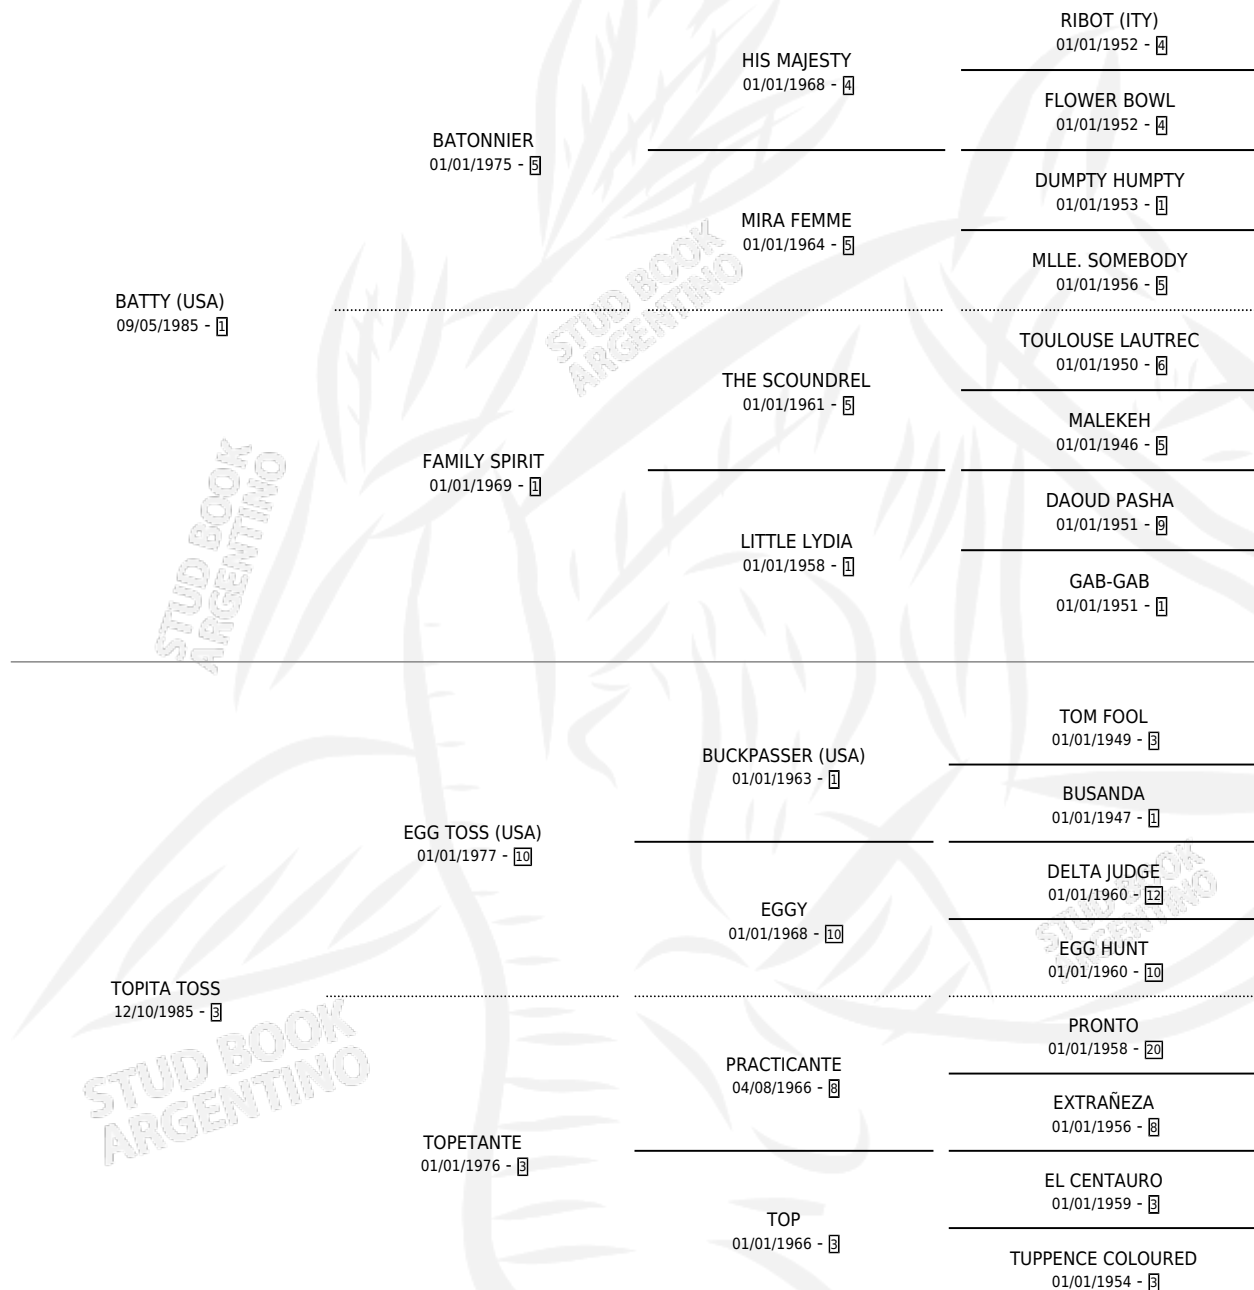 RIBOT (ITY)
01/01/1952 - 4
HIS MAJESTY
01/01/1968 - 4
FLOWER BOWL
01/01/1952 - 4
BATONNIER
01/01/1975 - 5
DUMPTY HUMPTY
01/01/1953 - 1
MIRA FEMME
01/01/1964 - 5
MLLE. SOMEBODY
01/01/1956 - 5
BATTY (USA)
09/05/1985 - 1
STUD BOOK
ARGENTINO
TOULOUSE LAUTREC
01/01/1950 - 6
THE SCOUNDREL
01/01/1961 - 5
MALEKEH
01/01/1946 - 5
FAMILY SPIRIT
01/01/1969 - 1
DAOUD PASHA
01/01/1951 - 9
LITTLE LYDIA
01/01/1958 - 1
GAB-GAB
01/01/1951 - 1
STUD BOOK
ARGENTINO
TOM FOOL
01/01/1949 - 3
BUCKPASSER (USA)
01/01/1963 - 1
BUSANDA
01/01/1947 - 1
EGG TOSS (USA)
01/01/1977 - 10
DELTA JUDGE
01/01/1960 - 12
STUD BOOK
ARGENTINO
EGGY
01/01/1968 - 10
EGG HUNT
01/01/1960 - 10
TOPITA TOSS
12/10/1985 - 3
STUD BOOK
ARGENTINO
PRONTO
01/01/1958 - 20
PRACTICANTE
04/08/1966 - 8
EXTRAÑEZA
01/01/1956 - 8
TOPETANTE
01/01/1976 - 3
EL CENTAURO
01/01/1959 - 3
TOP
01/01/1966 - 3
TUPPENCE COLOURED
01/01/1954 - 3